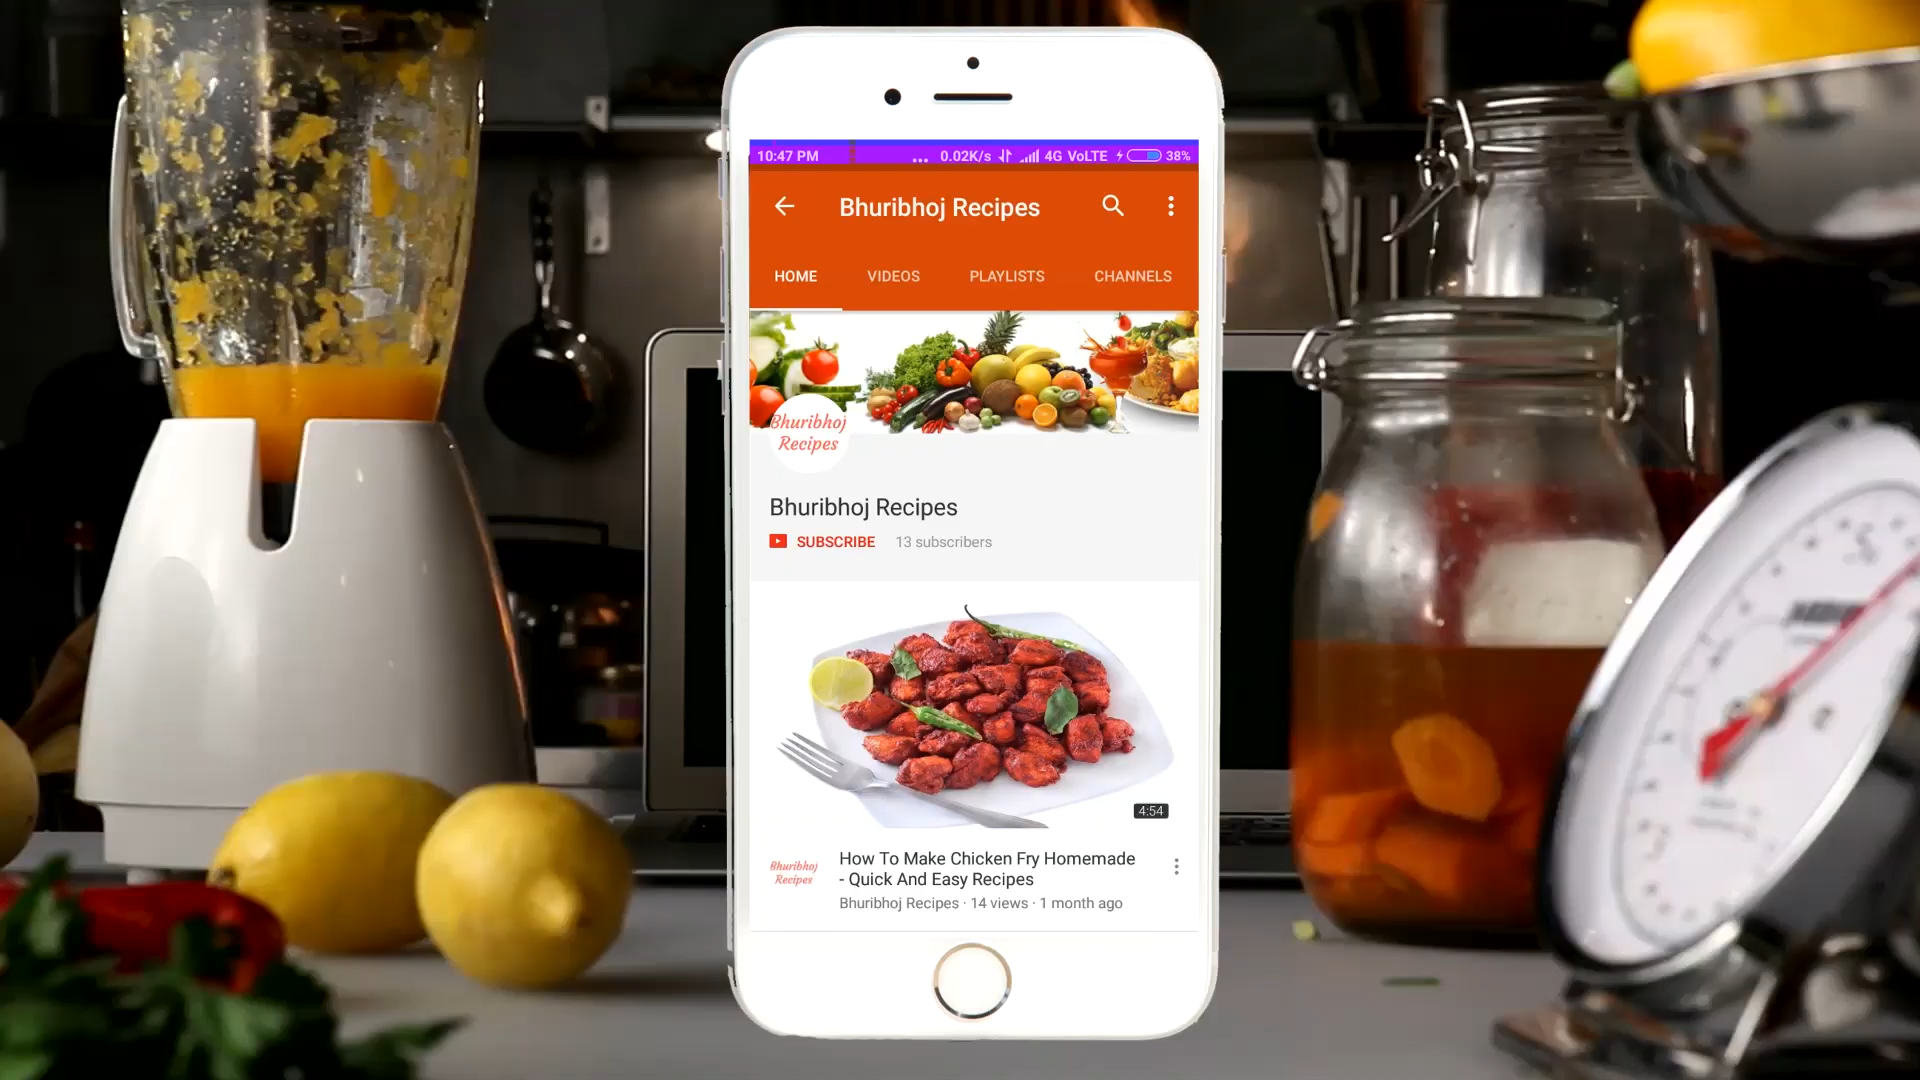 10:47 PM ... 0.02K/s 4G VoLTE 38%
Bhuribhoj Recipes
HOME VIDEOS PLAYLISTS CHANNELS
Bhuribhoj
Recipes
Bhuribhoj Recipes
SUBSCRIBE 13 subscribers
4:54
Bhuribhoj
Recipes
How To Make Chicken Fry Homemade
- Quick And Easy Recipes
Bhuribhoj Recipes · 14 views · 1 month ago